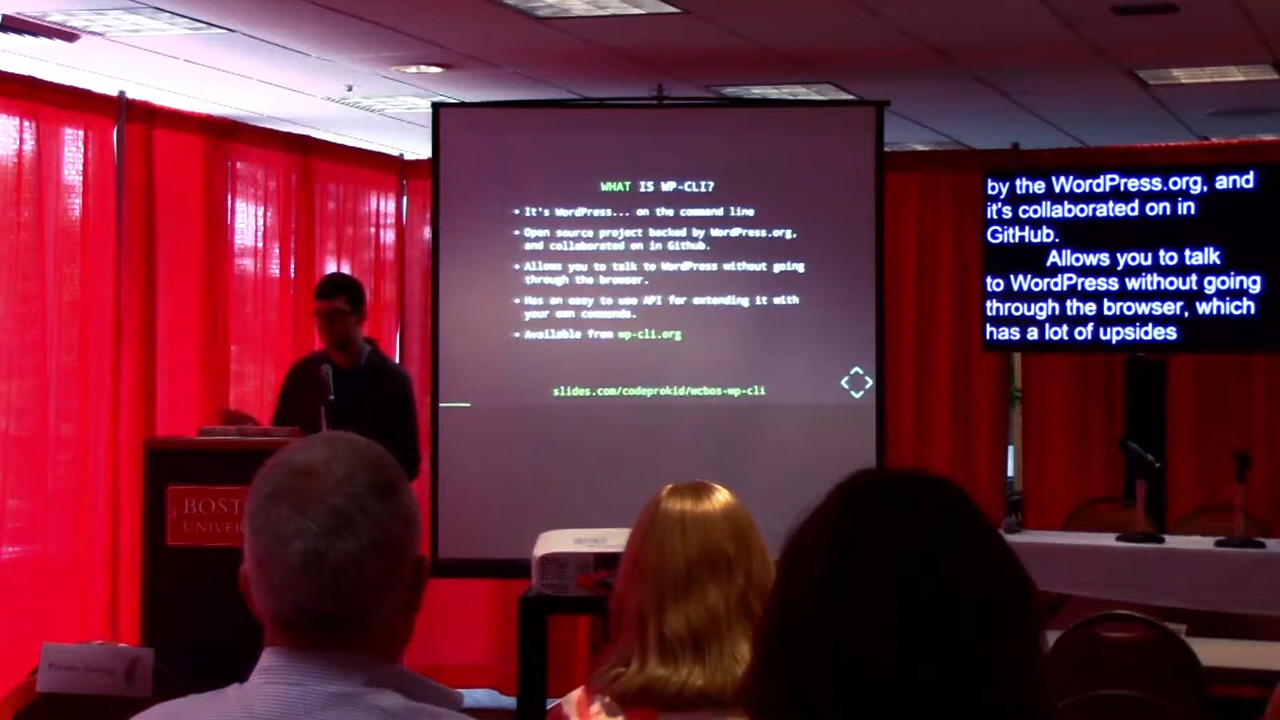 WHAT IS WP-CLI?
• It's WordPress... on the command line
• Open source project backed by WordPress.org,
and collaborated on in Github.
• Allows you to talk to WordPress without going
through the browser.
• Has an easy to use API for extending it with
your own commands.
• Available from wp-cli.org
slides.com/codeprokid/wcbos-wp-cli
by the WordPress.org, and
it's collaborated on in
GitHub.
Allows you to talk
to WordPress without going
through the browser, which
has a lot of upsides
BOST
UNIVER